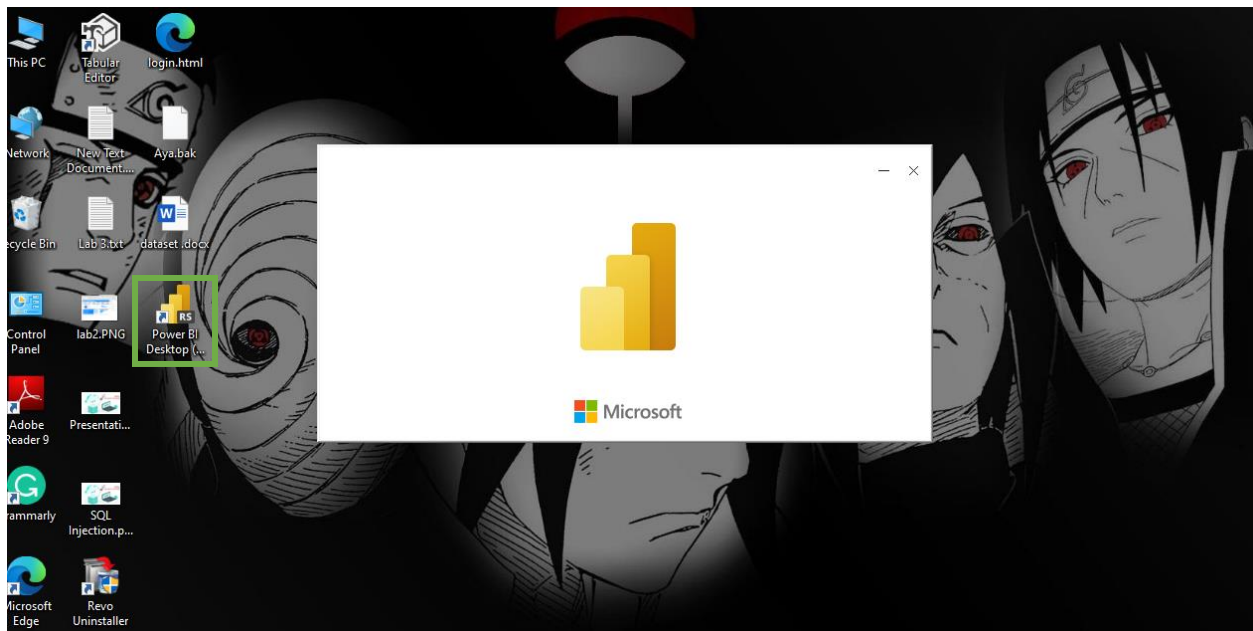 This PC
Tabular
Editor
login.html
Network
New Text
Document....
Aya.bak
ecycle Bin
Lab 3.txt
W
dataset .docx
Control
Panel
lab2.PNG
RS
Power BI
Desktop (...
Adobe
Reader 9
Presentati...
G
rammarly
SQL
Injection.p...
Microsoft
Edge
Revo
Uninstaller
Microsoft